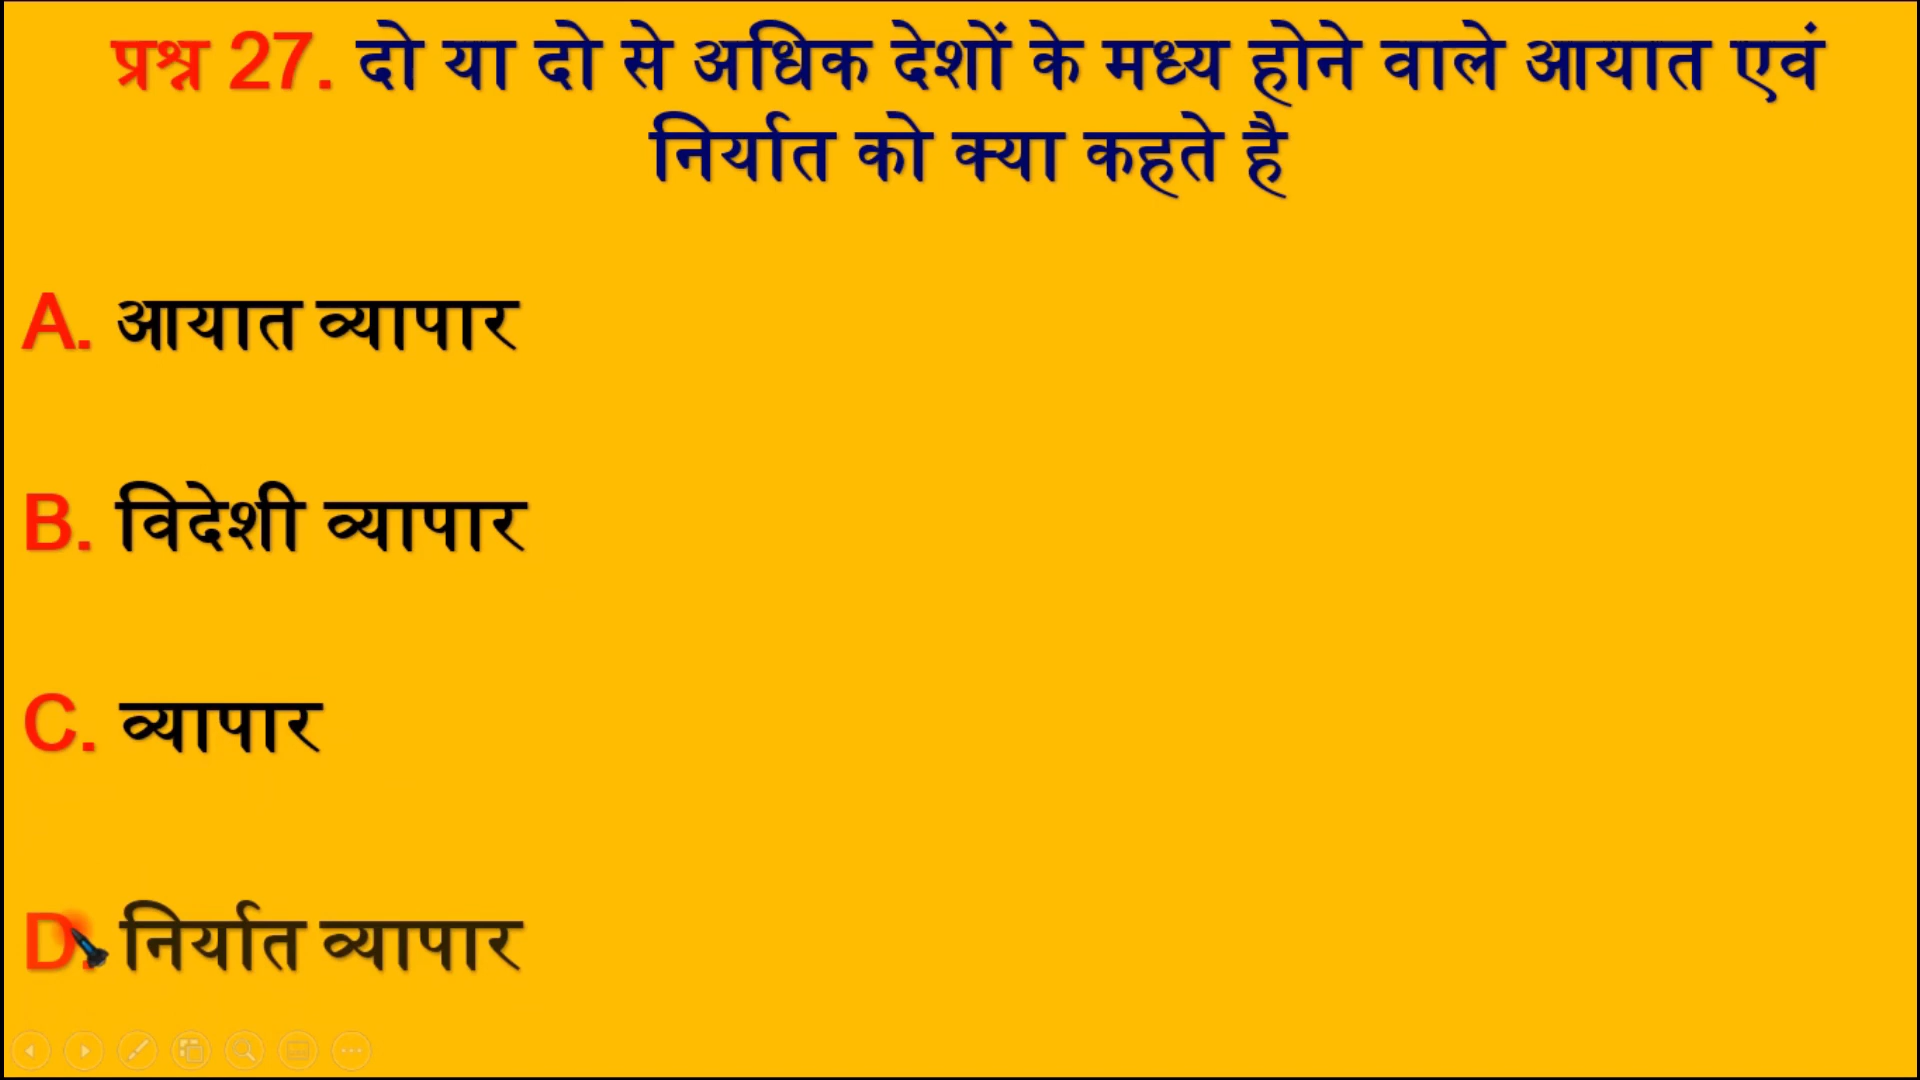 प्रश्न 27. दो या दो से अधिक देशों के मध्य होने वाले आयात एवं
निर्यात को क्या कहते है
A. आयात व्यापार
B. विदेशी व्यापार
C. व्यापार
D. निर्यात व्यापार